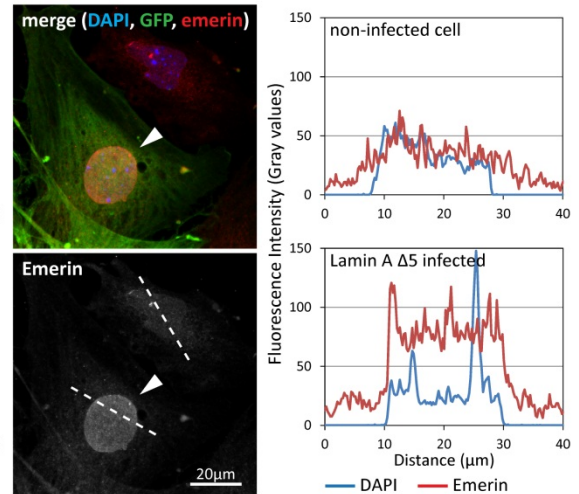 merge (DAPI, GFP, emerin)
Emerin
20µm
Fluorescence Intensity (Gray values)
non-infected cell
150
100
50
0
0 10 20 30 40
Lamin A Δ5 infected
150
100
50
0
0 10 20 30 40
Distance (µm)
DAPI Emerin